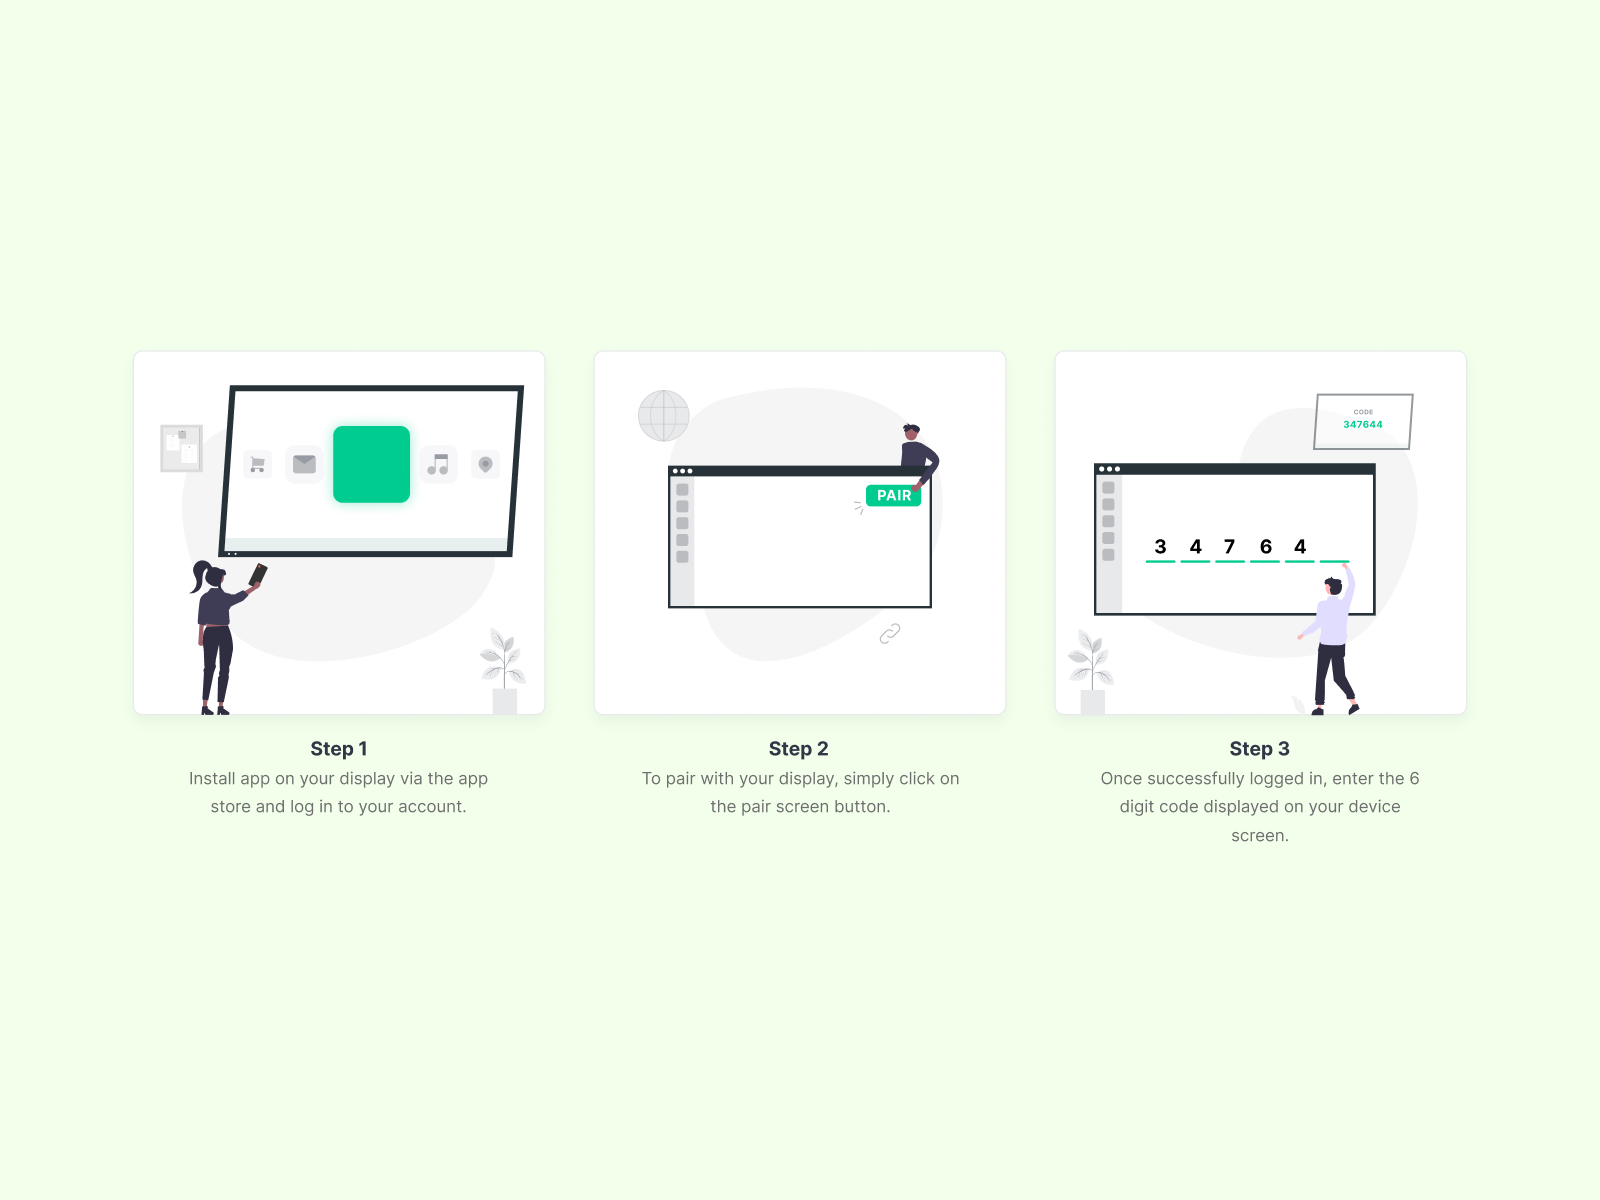 PAIR
CODE
347644
3 4 7 6 4
Step 1
Install app on your display via the app
store and log in to your account.
Step 2
To pair with your display, simply click on
the pair screen button.
Step 3
Once successfully logged in, enter the 6
digit code displayed on your device
screen.